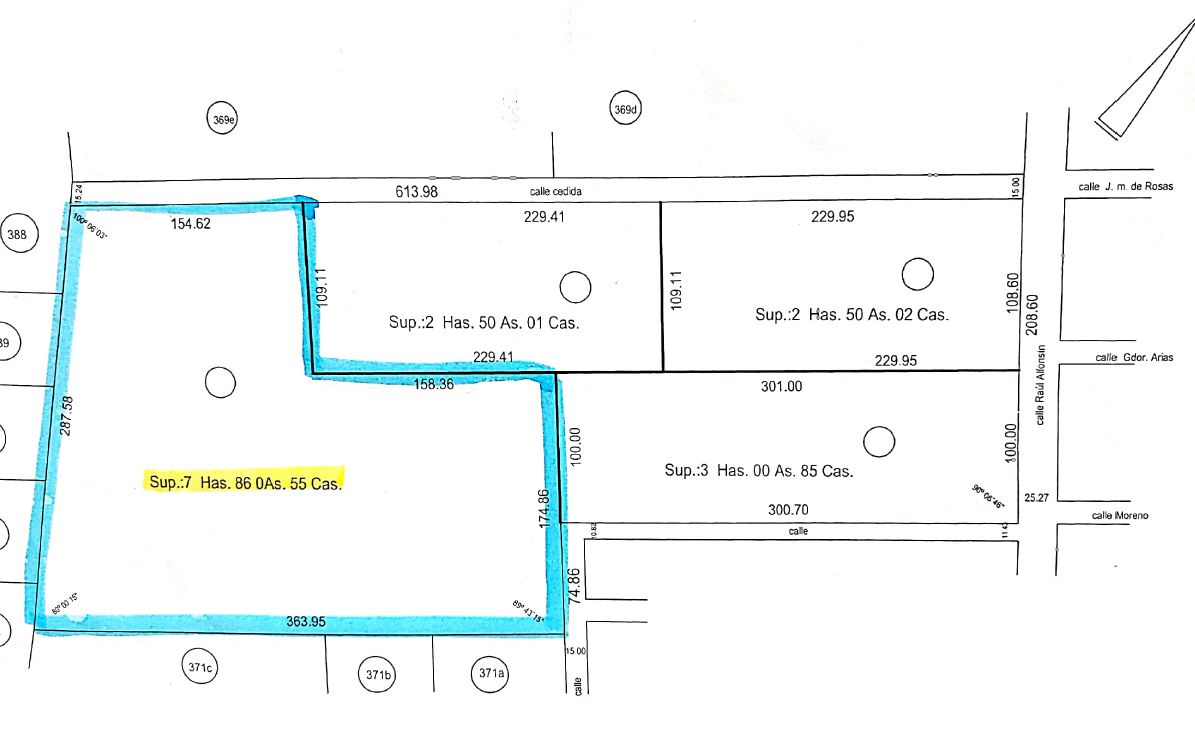 369e
369d
15.24
613.98
calle cedida
15 00
calle J. m. de Rosas
388
100° 06'03"
154.62
229.41
229.95
109.11
109.11
108.60
208.60
Sup.:2 Has. 50 As. 01 Cas.
Sup.:2 Has. 50 As. 02 Cas.
89
229.41
229.95
calle Gdor. Arias
158.36
301.00
calle Raúl Alfonsin
287.58
100.00
100.00
Sup.:3 Has. 00 As. 85 Cas.
Sup.:7 Has. 86 0As. 55 Cas.
90° 06'46"
25.27
174.86
300.70
calle Moreno
10.82
calle
74.86
80° 00'15"
89° 43'15"
363.95
371c
371b
371a
15 00
calle